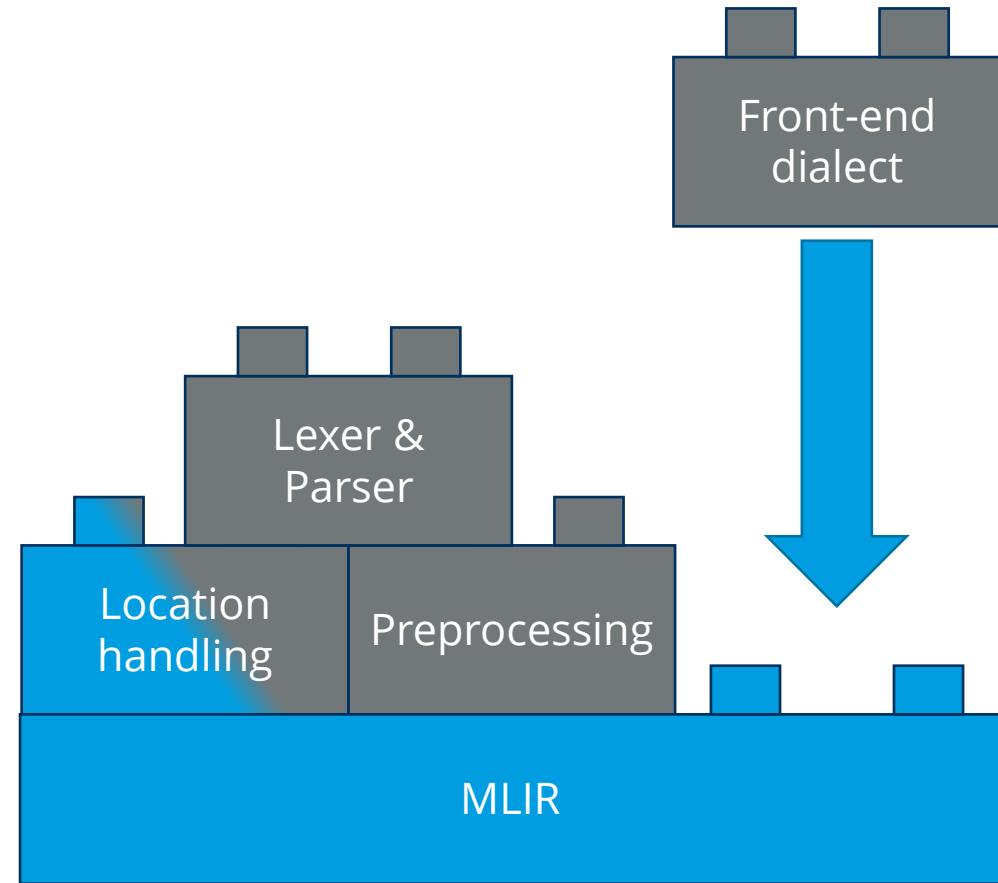 Front-end
dialect
Lexer &
Parser
Location
handling
Preprocessing
MLIR